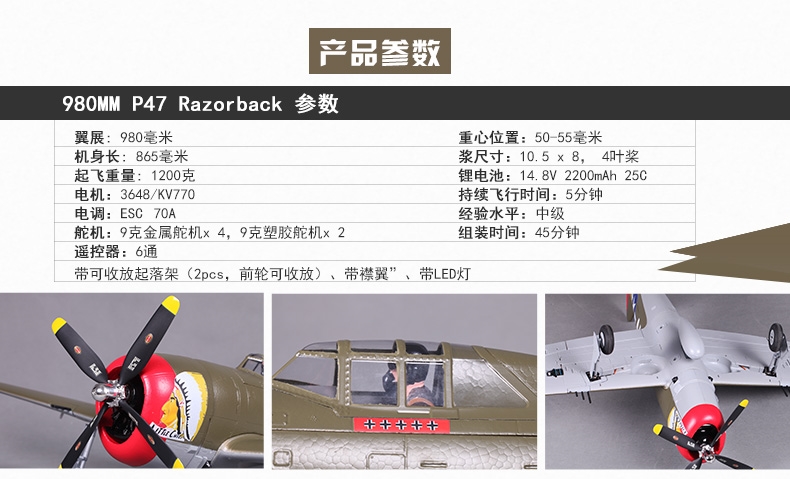 产品参数
980MM P47 Razorback 参数
翼展: 980毫米
重心位置: 50-55毫米
机身长: 865毫米
浆尺寸: 10.5 x 8, 4叶桨
起飞重量: 1200克
锂电池: 14.8V 2200mAh 25C
电机: 3648/KV770
持续飞行时间: 5分钟
电调: ESC 70A
经验水平: 中级
舵机: 9克金属舵机x 4, 9克塑胶舵机x 2
组装时间: 45分钟
遥控器: 6通
带可收放起落架（2pcs, 前轮可收放）、带襟翼”、带LED灯